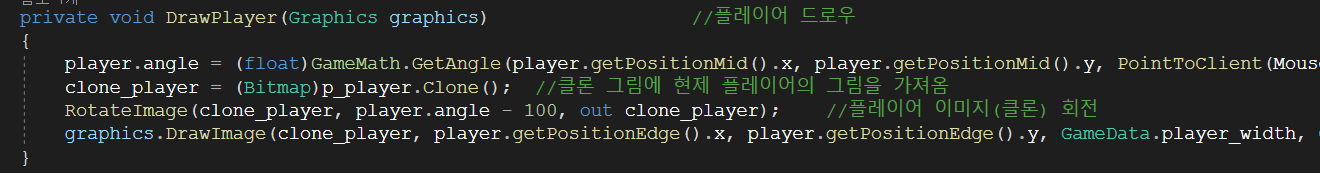 private void DrawPlayer(Graphics graphics) //플레이어 드로우
{
player.angle = (float)GameMath.GetAngle(player.getPositionMid().x, player.getPositionMid().y, PointToClient(Mous
clone_player = (Bitmap)p_player.Clone(); //클론 그림에 현제 플레이어의 그림을 가져옴
RotateImage(clone_player, player.angle - 100, out clone_player); //플레이어 이미지(클론) 회전
graphics.DrawImage(clone_player, player.getPositionEdge().x, player.getPositionEdge().y, GameData.player_width,
}